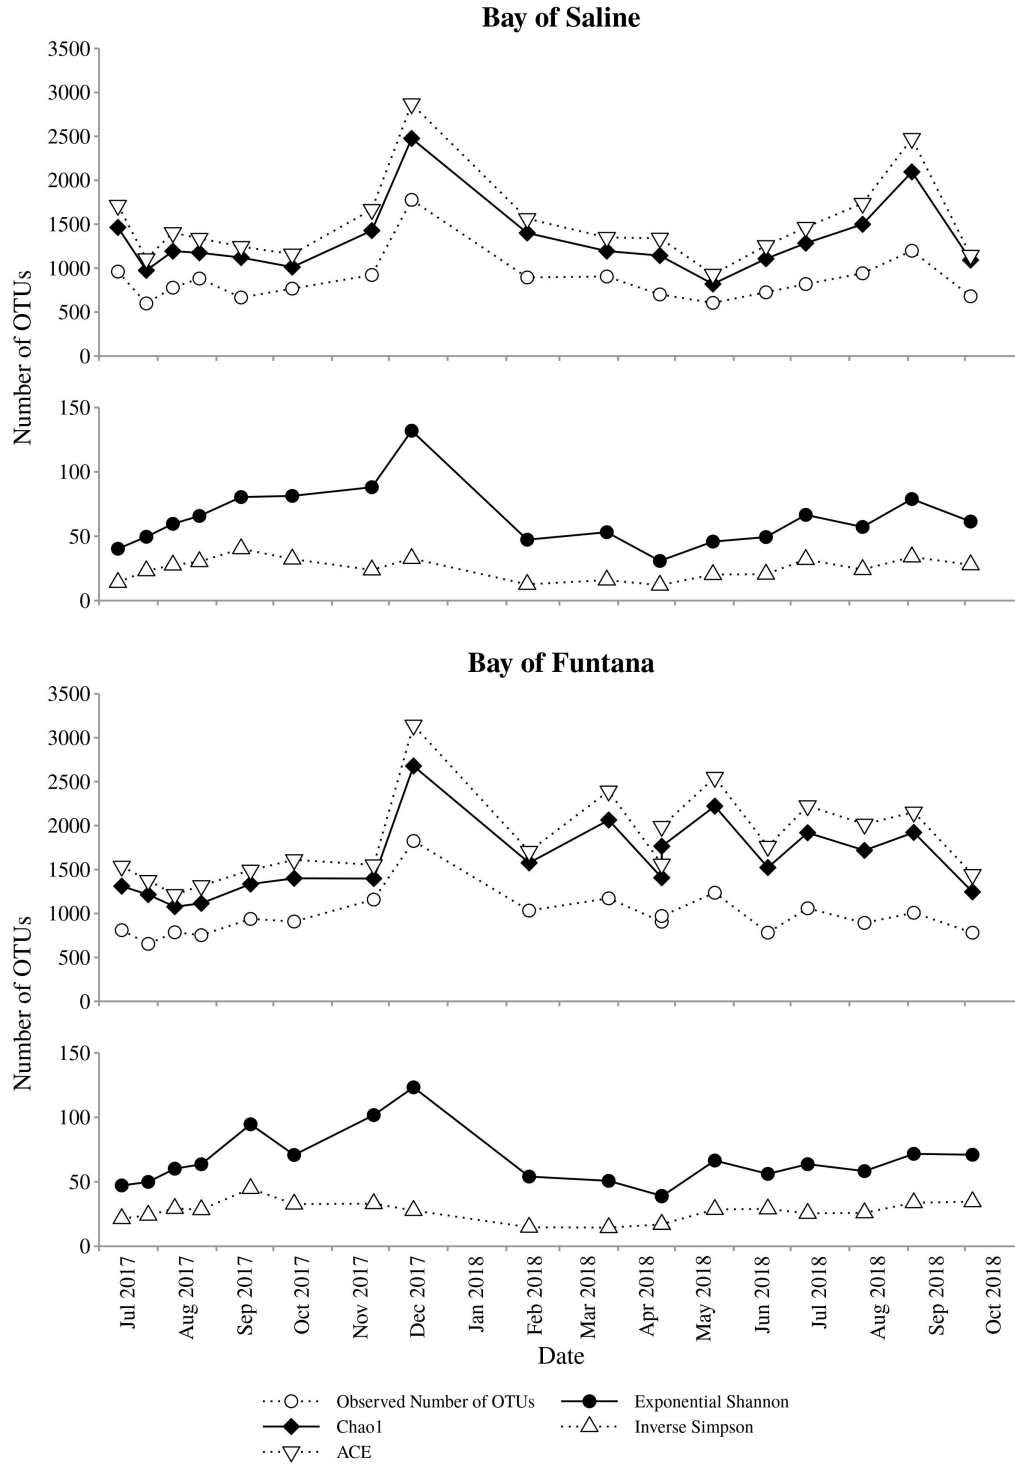 Bay of Saline
3500
3000
2500
2000
1500
1000
500
0
Number of OTUs
150
100
50
0
Bay of Funtana
3500
3000
2500
2000
1500
1000
500
0
Number of OTUs
150
100
50
0
Jul 2017
Aug 2017
Sep 2017
Oct 2017
Nov 2017
Dec 2017
Jan 2018
Feb 2018
Mar 2018
Apr 2018
May 2018
Jun 2018
Jul 2018
Aug 2018
Sep 2018
Oct 2018
Date
Observed Number of OTUs
Exponential Shannon
Chao1
Inverse Simpson
ACE